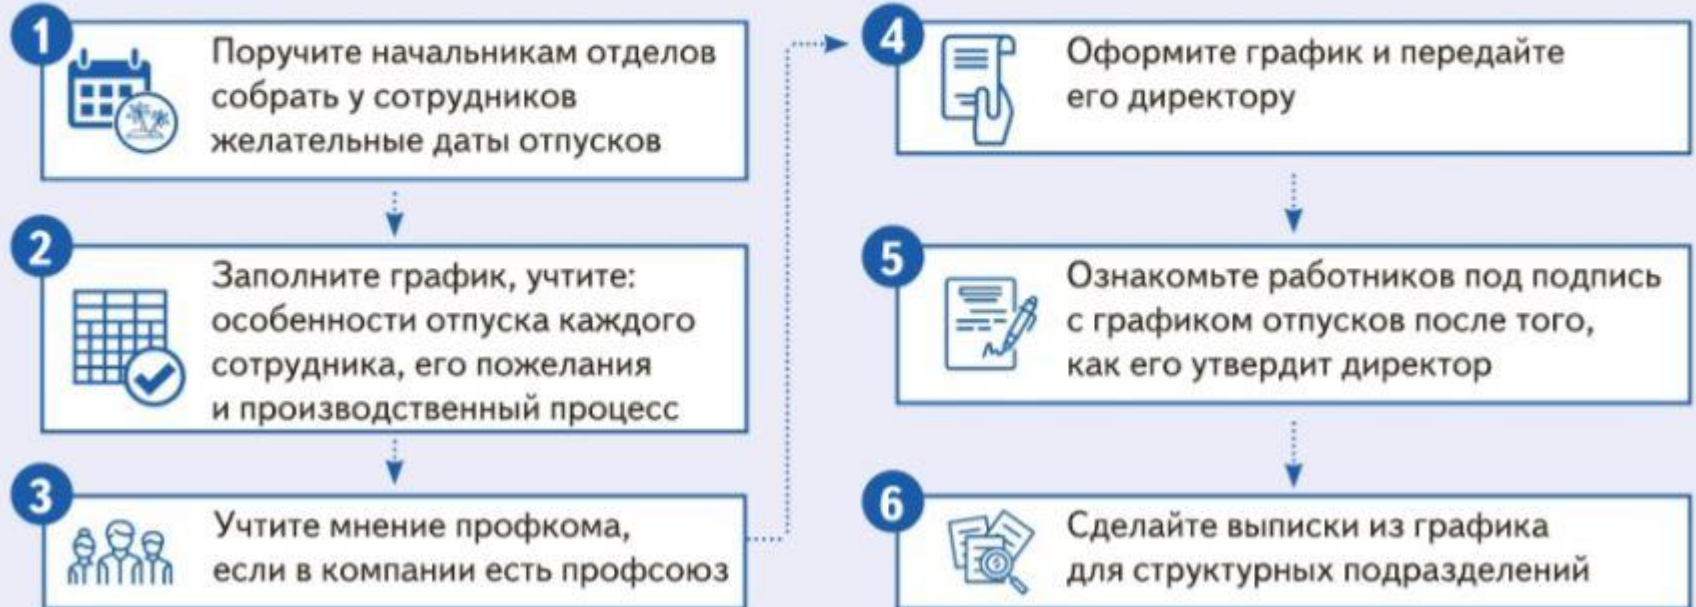 1
Поручите начальникам отделов
собрать у сотрудников
желательные даты отпусков
2
Заполните график, учтите:
особенности отпуска каждого
сотрудника, его пожелания
и производственный процесс
3
Учтите мнение профкома,
если в компании есть профсоюз
4
Оформите график и передайте
его директору
5
Ознакомьте работников под подпись
с графиком отпусков после того,
как его утвердит директор
6
Сделайте выписки из графика
для структурных подразделений